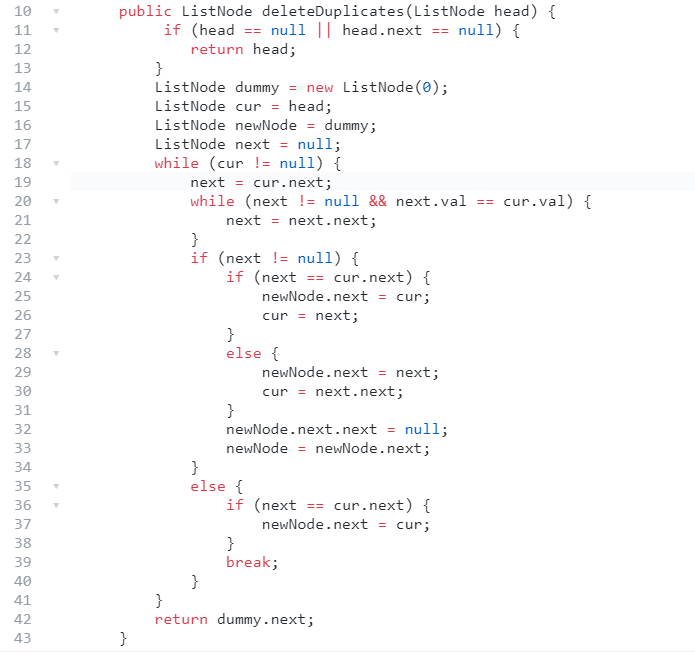 10 public ListNode deleteDuplicates(ListNode head) {
11 if (head == null || head.next == null) {
12 return head;
13 }
14 ListNode dummy = new ListNode(0);
15 ListNode cur = head;
16 ListNode newNode = dummy;
17 ListNode next = null;
18 while (cur != null) {
19 next = cur.next;
20 while (next != null && next.val == cur.val) {
21 next = next.next;
22 }
23 if (next != null) {
24 if (next == cur.next) {
25 newNode.next = cur;
26 cur = next;
27 }
28 else {
29 newNode.next = next;
30 cur = next.next;
31 }
32 newNode.next.next = null;
33 newNode = newNode.next;
34 }
35 else {
36 if (next == cur.next) {
37 newNode.next = cur;
38 }
39 break;
40 }
41 }
42 return dummy.next;
43 }